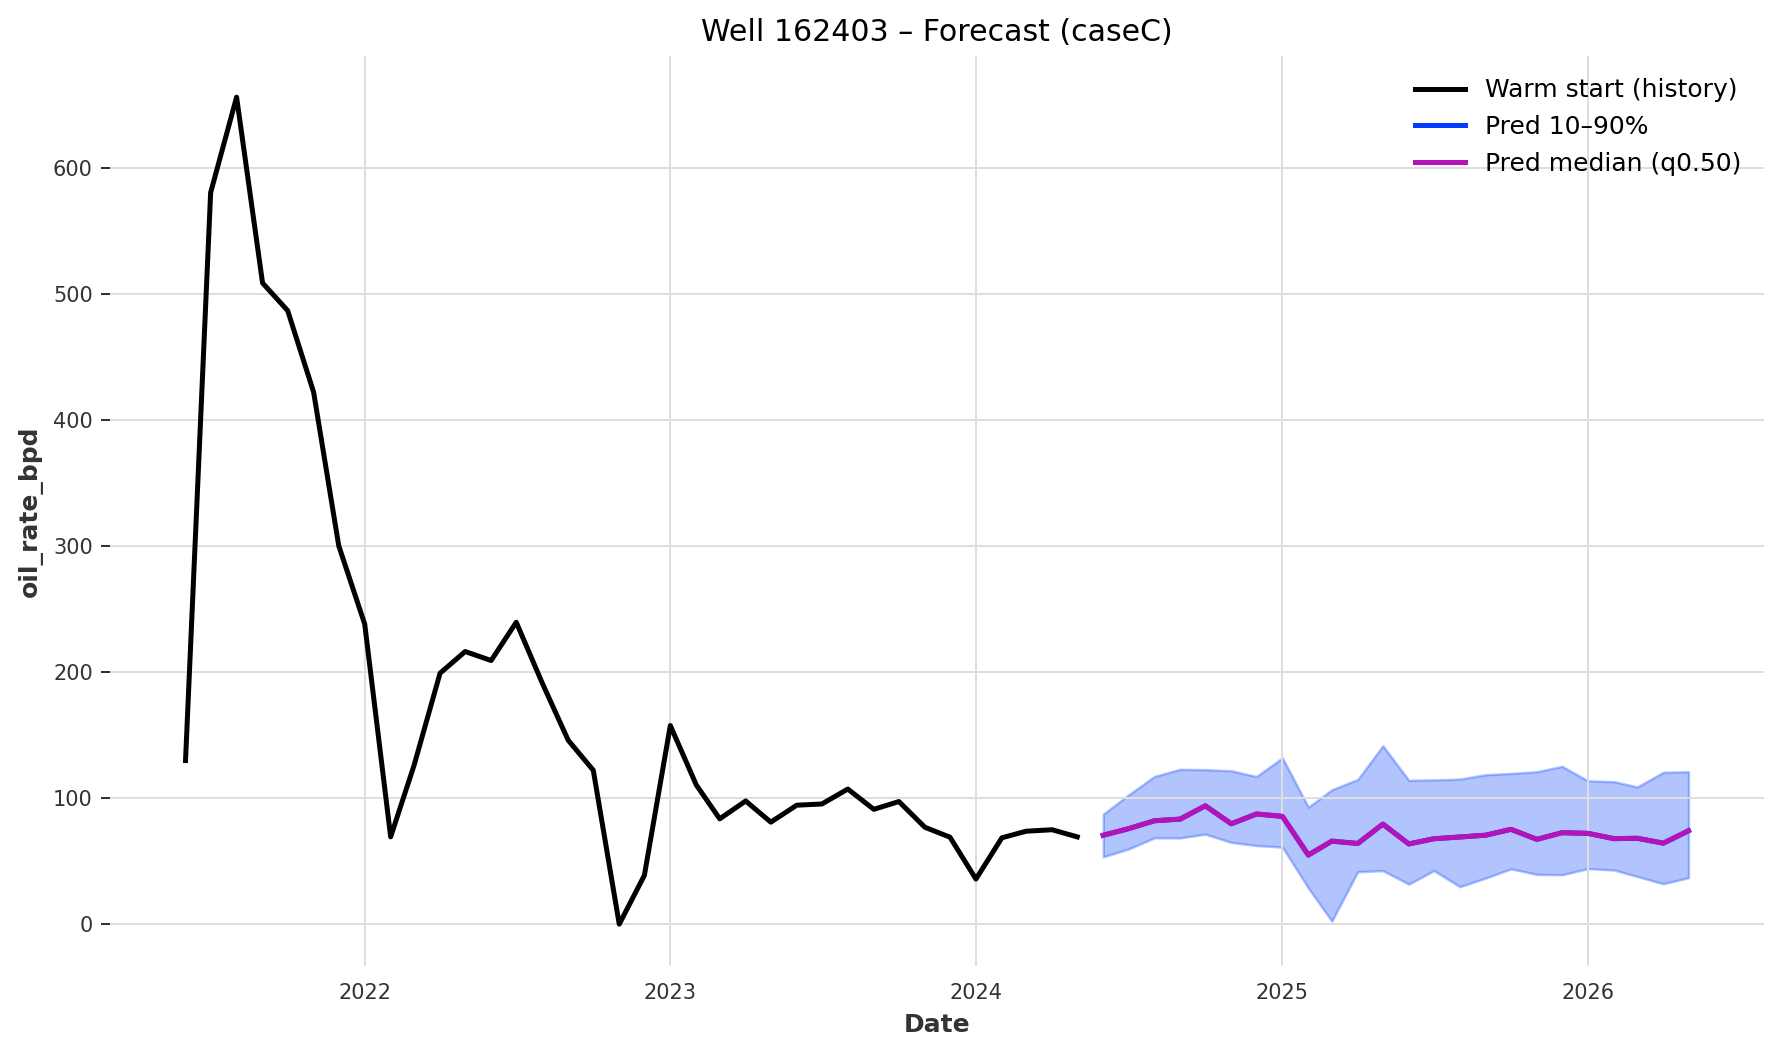 Well 162403 – Forecast (caseC)
Warm start (history)
Pred 10–90%
Pred median (q0.50)
oil_rate_bpd
600
500
400
300
200
100
0
2022
2023
2024
2025
2026
Date